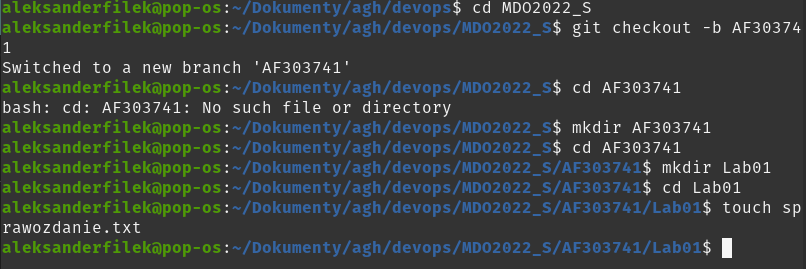 aleksanderfilek@pop-os:~/Dokumenty/agh/devops$ cd MDO2022_S
aleksanderfilek@pop-os:~/Dokumenty/agh/devops/MDO2022_S$ git checkout -b AF30374
1
Switched to a new branch 'AF303741'
aleksanderfilek@pop-os:~/Dokumenty/agh/devops/MDO2022_S$ cd AF303741
bash: cd: AF303741: No such file or directory
aleksanderfilek@pop-os:~/Dokumenty/agh/devops/MDO2022_S$ mkdir AF303741
aleksanderfilek@pop-os:~/Dokumenty/agh/devops/MDO2022_S$ cd AF303741
aleksanderfilek@pop-os:~/Dokumenty/agh/devops/MDO2022_S/AF303741$ mkdir Lab01
aleksanderfilek@pop-os:~/Dokumenty/agh/devops/MDO2022_S/AF303741$ cd Lab01
aleksanderfilek@pop-os:~/Dokumenty/agh/devops/MDO2022_S/AF303741/Lab01$ touch sp
rawozdanie.txt
aleksanderfilek@pop-os:~/Dokumenty/agh/devops/MDO2022_S/AF303741/Lab01$